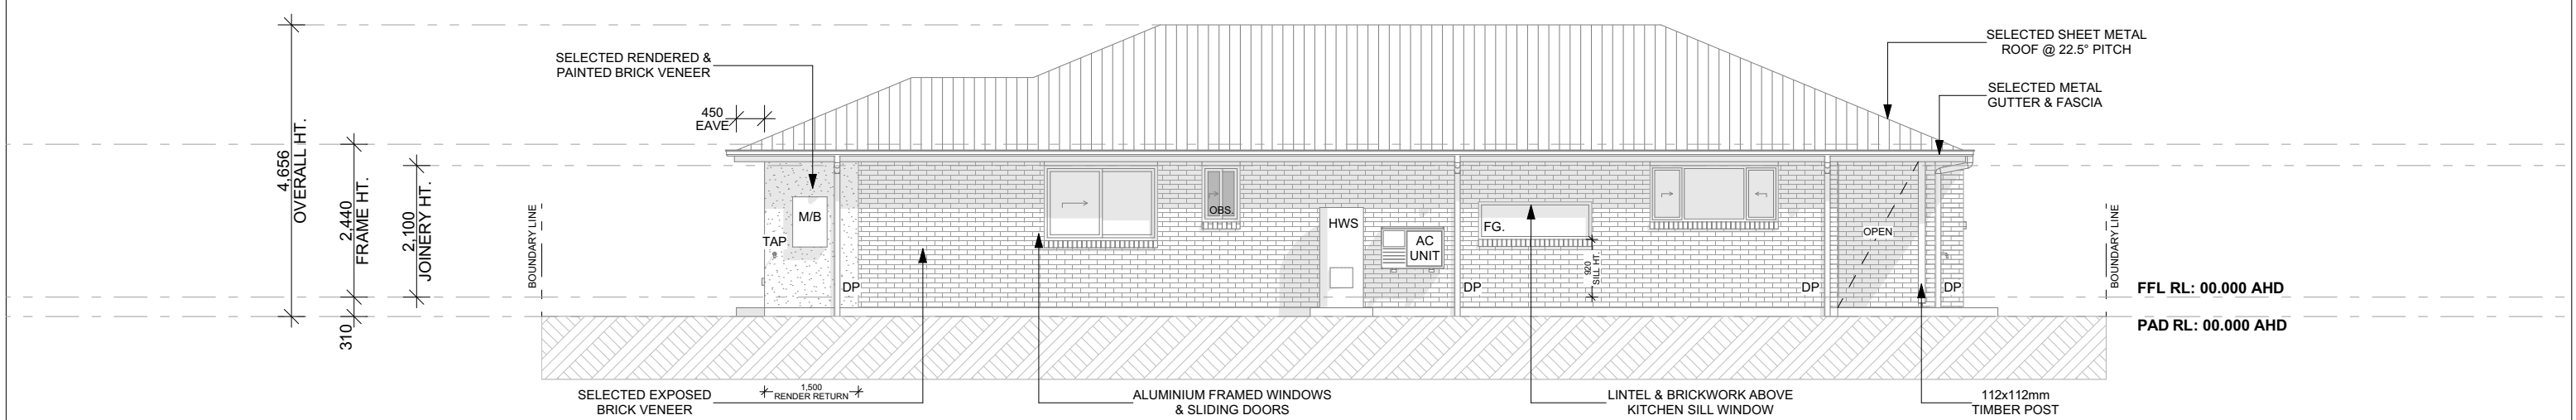 SELECTED RENDERED &
PAINTED BRICK VENEER
SELECTED SHEET METAL
ROOF @ 22.5° PITCH
SELECTED METAL
GUTTER & FASCIA
450
EAVE
4,656
OVERALL HT.
2,440
FRAME HT.
2,100
JOINERY HT.
310
BOUNDARY LINE
TAP
M/B
DP
OBS.
HWS
AC
UNIT
DP
FG.
920
SILL HT.
DP
OPEN
DP
BOUNDARY LINE
FFL RL: 00.000 AHD
PAD RL: 00.000 AHD
1,500
RENDER RETURN
SELECTED EXPOSED
BRICK VENEER
ALUMINIUM FRAMED WINDOWS
& SLIDING DOORS
LINTEL & BRICKWORK ABOVE
KITCHEN SILL WINDOW
112x112mm
TIMBER POST